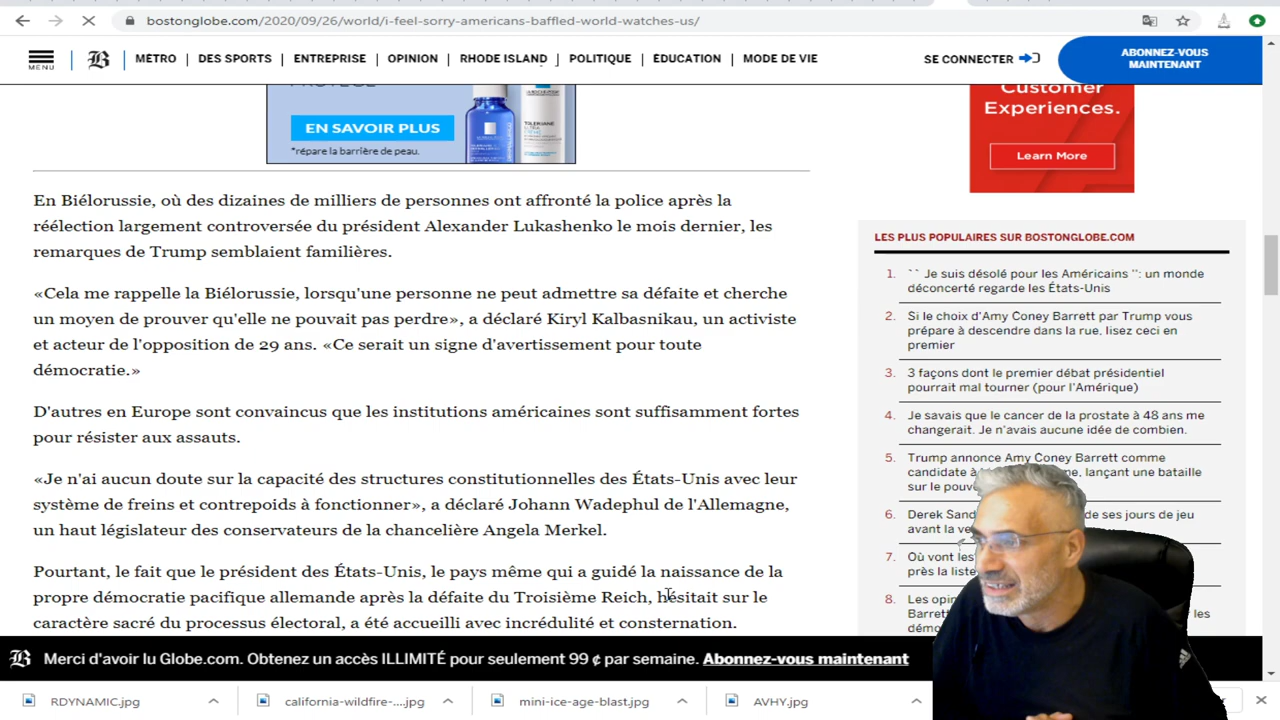 bostonglobe.com/2020/09/26/world/i-feel-sorry-americans-baffled-world-watches-us/
MENU
B
MÉTRO
DES SPORTS
ENTREPRISE
OPINION
RHODE ISLAND
POLITIQUE
ÉDUCATION
MODE DE VIE
SE CONNECTER
ABONNEZ-VOUS
MAINTENANT
EN SAVOIR PLUS
*répare la barrière de peau.
TOLERIANE
Customer
Experiences.
Learn More
En Biélorussie, où des dizaines de milliers de personnes ont affronté la police après la
réélection largement controversée du président Alexander Lukashenko le mois dernier, les
remarques de Trump semblaient familières.
«Cela me rappelle la Biélorussie, lorsqu'une personne ne peut admettre sa défaite et cherche
un moyen de prouver qu'elle ne pouvait pas perdre», a déclaré Kiryl Kalbasnikau, un activiste
et acteur de l'opposition de 29 ans. «Ce serait un signe d'avertissement pour toute
démocratie.»
D'autres en Europe sont convaincus que les institutions américaines sont suffisamment fortes
pour résister aux assauts.
«Je n'ai aucun doute sur la capacité des structures constitutionnelles des États-Unis avec leur
système de freins et contrepoids à fonctionner», a déclaré Johann Wadephul de l'Allemagne,
un haut législateur des conservateurs de la chancelière Angela Merkel.
Pourtant, le fait que le président des États-Unis, le pays même qui a guidé la naissance de la
propre démocratie pacifique allemande après la défaite du Troisième Reich, hésitait sur le
caractère sacré du processus électoral, a été accueilli avec incrédulité et consternation.
LES PLUS POPULAIRES SUR BOSTONGLOBE.COM
1. `` Je suis désolé pour les Américains '': un monde
déconcerté regarde les États-Unis
2. Si le choix d'Amy Coney Barrett par Trump vous
prépare à descendre dans la rue, lisez ceci en
premier
3. 3 façons dont le premier débat présidentiel
pourrait mal tourner (pour l'Amérique)
4. Je savais que le cancer de la prostate à 48 ans me
changerait. Je n'avais aucune idée de combien.
5. Trump annonce Amy Coney Barrett comme
candidate à lançant une bataille
sur le
6. Derek de ses jours de jeu
avant la
7. Où vont
près la
8. Les
Barrett les
Merci d'avoir lu Globe.com. Obtenez un accès ILLIMITÉ pour seulement 99 ¢ par semaine. Abonnez-vous maintenant
RDYNAMIC.jpg
california-wildfire-....jpg
mini-ice-age-blast.jpg
AVHY.jpg